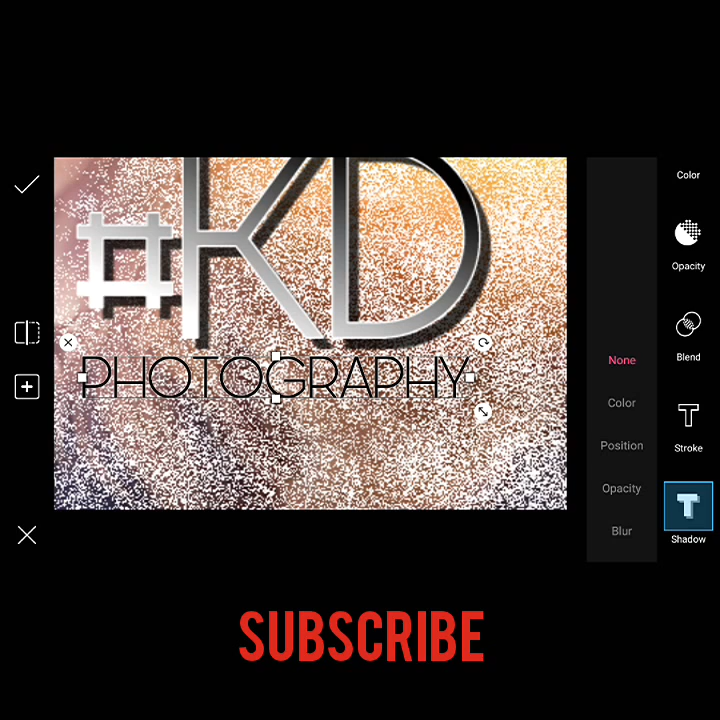 #KD
PHOTOGRAPHY
None
Color
Position
Opacity
Blur
Color
Opacity
Blend
T
Stroke
T
Shadow
SUBSCRIBE